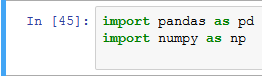 In [45]: import pandas as pd
import numpy as np